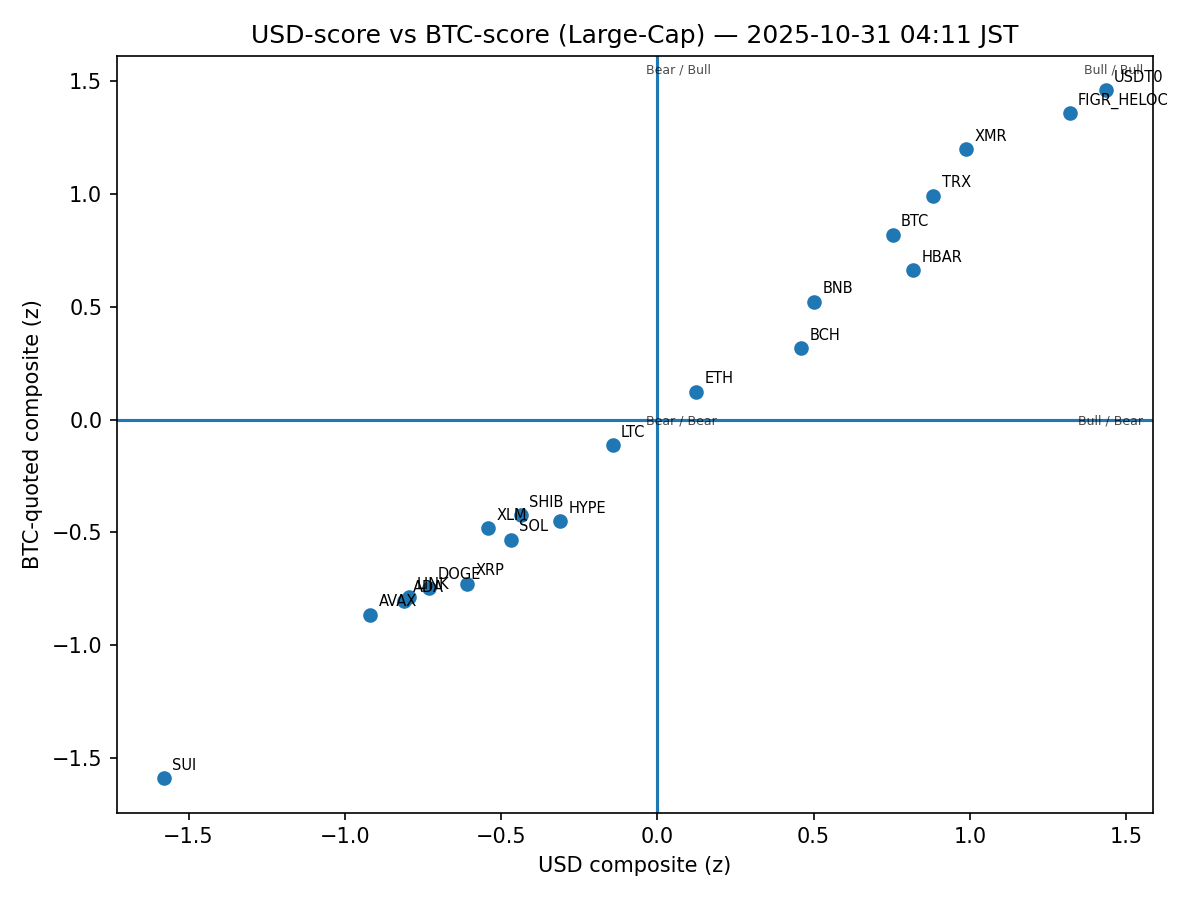 USD-score vs BTC-score (Large-Cap) — 2025-10-31 04:11 JST
Bear / Bull
Bull / Bull
USDT0
FIGR_HELOC
XMR
TRX
BTC
HBAR
BNB
BCH
ETH
Bear / Bear
Bull / Bear
LTC
SHIB
HYPE
XLM
SOL
XRP
DOGE
LINK
ADA
AVAX
SUI
1.5
1.0
0.5
0.0
−0.5
−1.0
−1.5
BTC-quoted composite (z)
−1.5
−1.0
−0.5
0.0
0.5
1.0
1.5
USD composite (z)